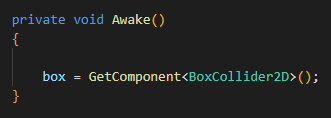 private void Awake()
{
box = GetComponent<BoxCollider2D>();
}